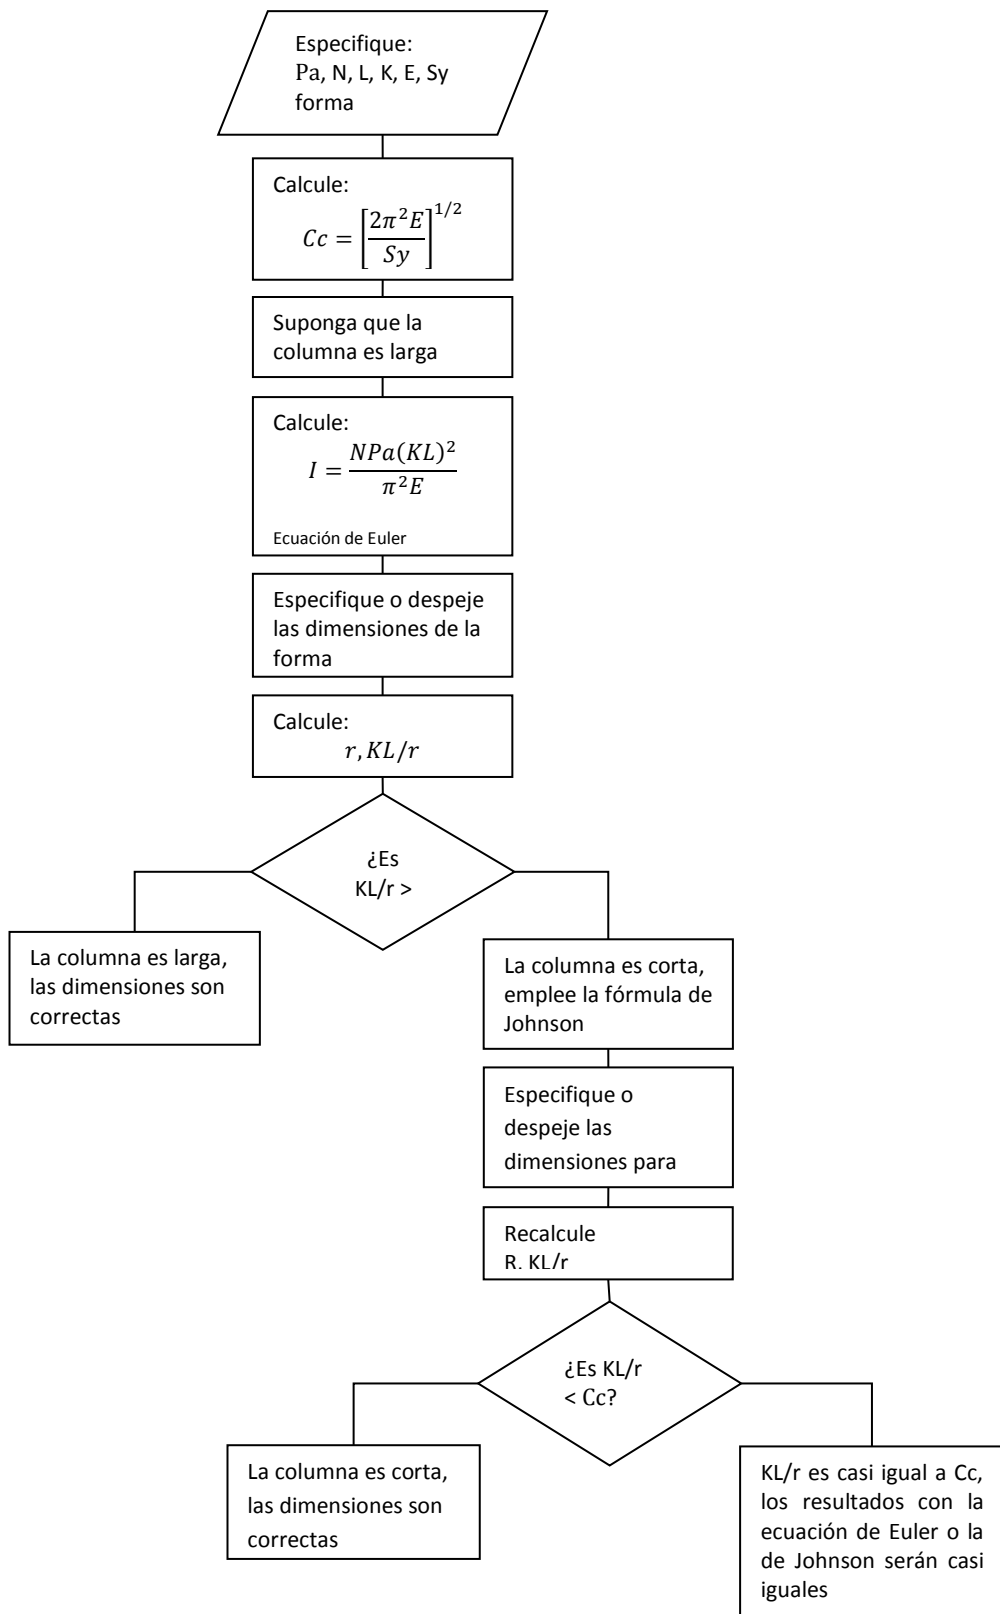 Especifique:
Pa, N, L, K, E, Sy
forma
Calcule:
Cc = [2π²E / Sy]^1/2
Suponga que la
columna es larga
Calcule:
I = NPa(KL)² / π²E
Ecuación de Euler
Especifique o despeje
las dimensiones de la
forma
Calcule:
r, KL/r
¿Es
KL/r >
La columna es larga,
las dimensiones son
correctas
La columna es corta,
emplee la fórmula de
Johnson
Especifique o
despeje las
dimensiones para
Recalcule
R. KL/r
¿Es KL/r
< Cc?
La columna es corta,
las dimensiones son
correctas
KL/r es casi igual a Cc,
los resultados con la
ecuación de Euler o la
de Johnson serán casi
iguales